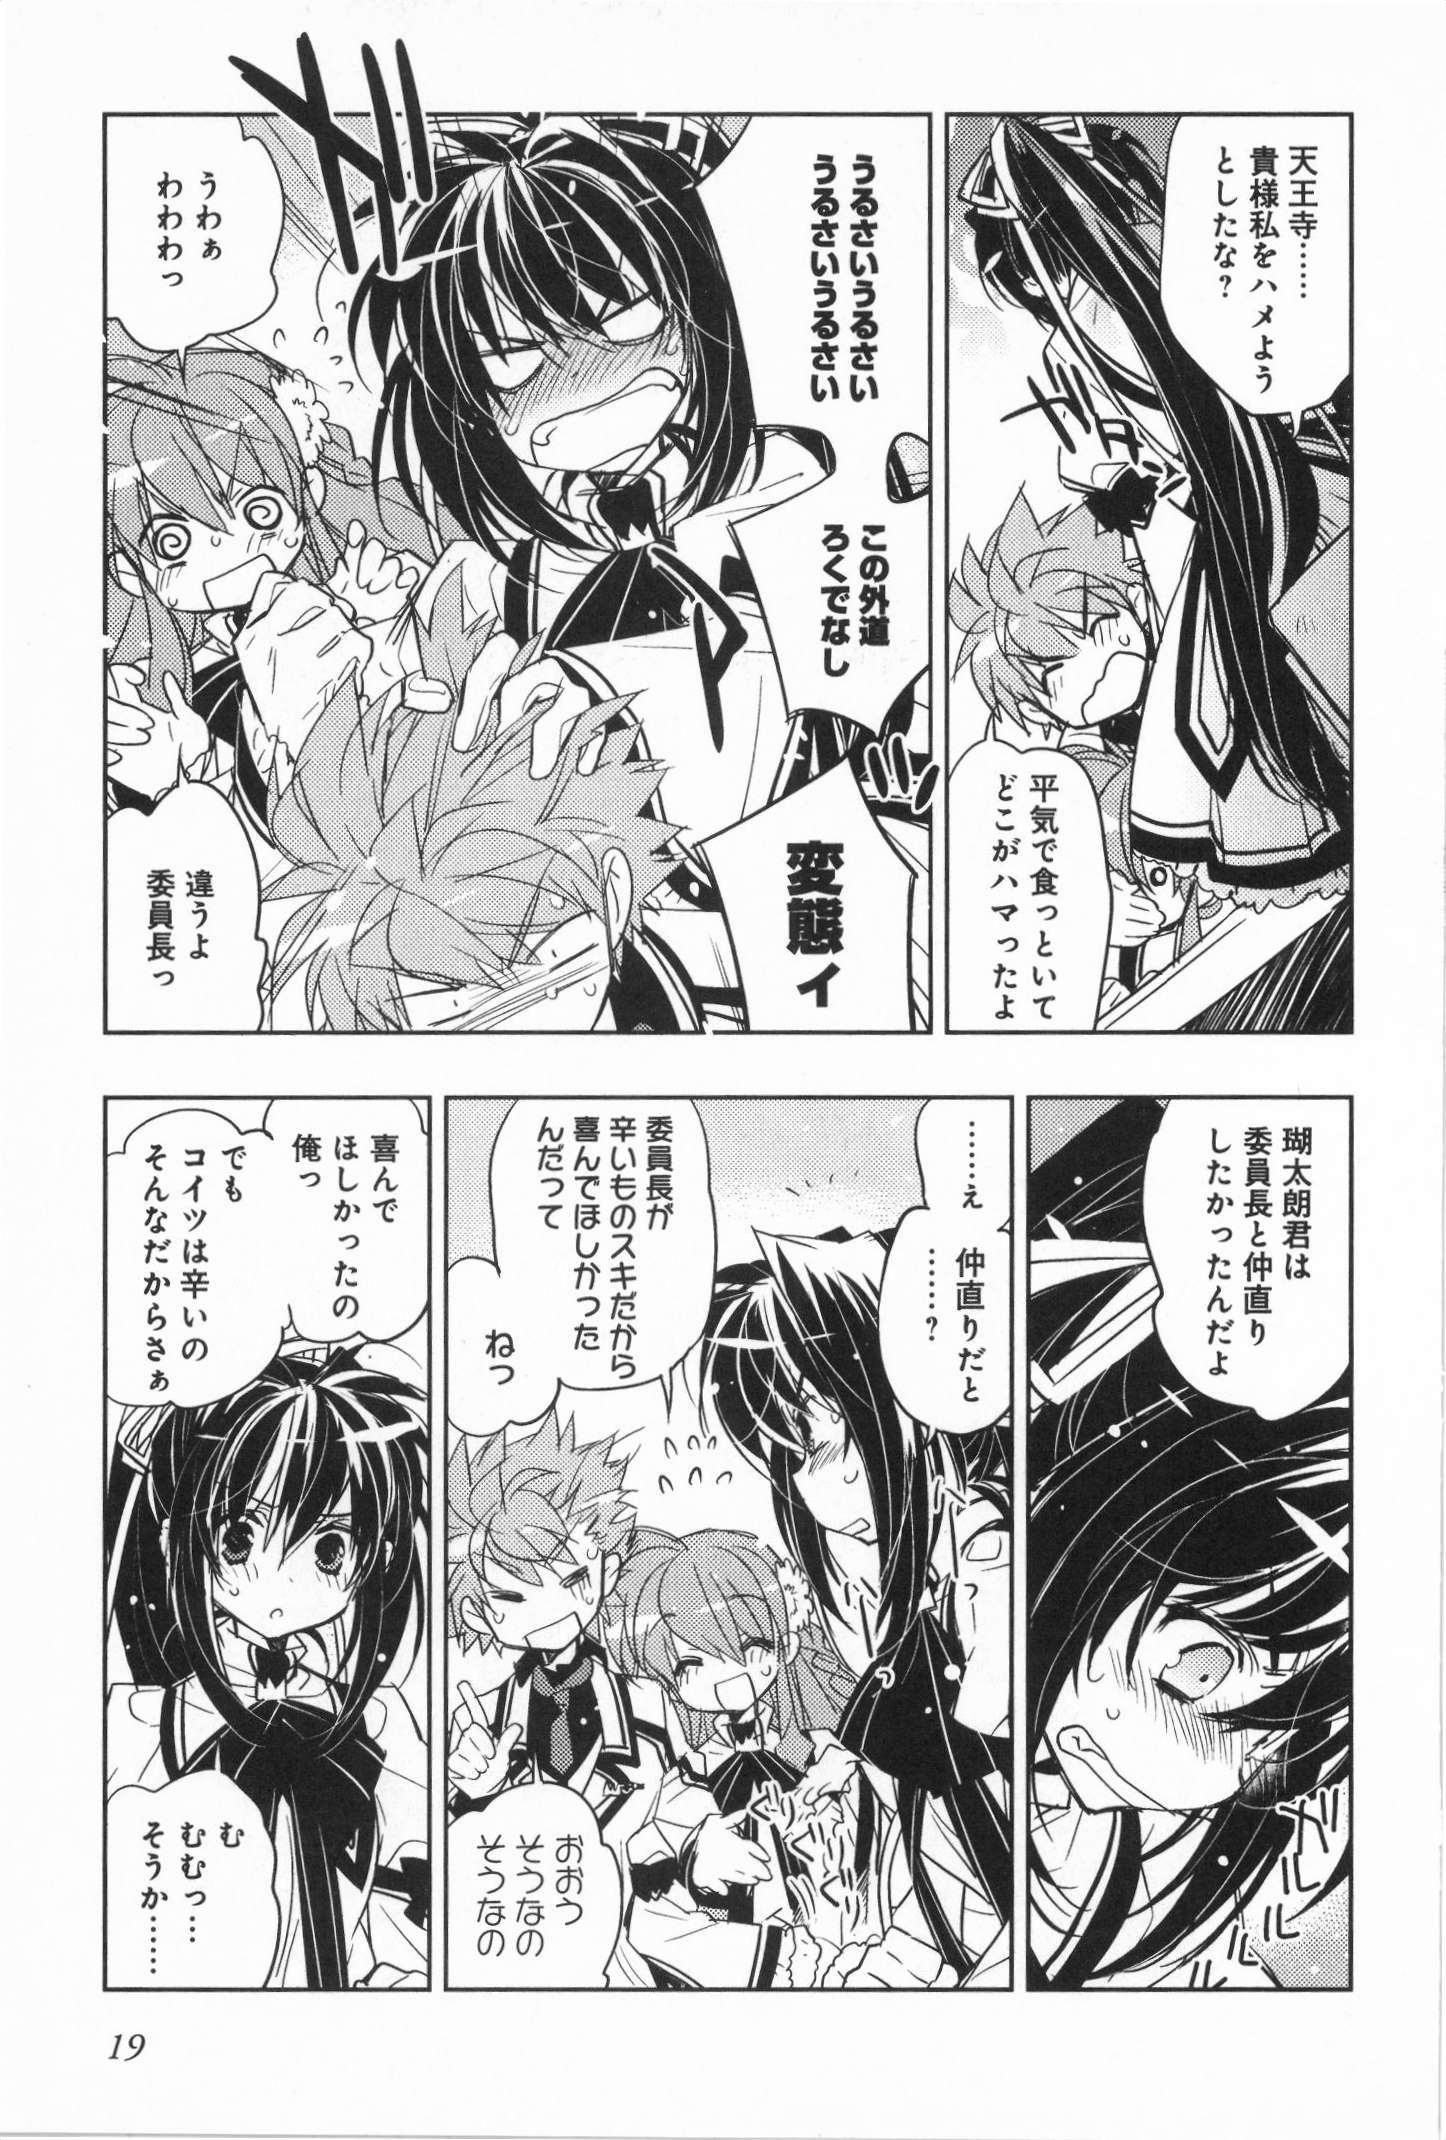 天王寺……
貴様私をハメよう
としたな?
ガタッ
平気で食っといて
どこがハマったよ
うるさいうるさい
うるさいうるさい
この外道
ろくでなし
変態ィ
うわぁ
わわわっ
違うよ
委員長っ
瑚太朗君は
委員長と仲直り
したかったんだよ
ガルルルル
……え 仲直りだと
……?
委員長が
辛いものスキだから
喜んでほしかった
んだって
ねっ
おおう
そうなの
そうなの
喜んで
ほしかったの
俺っ
でも
コイツは辛いの
そんなだからさぁ
む
むむっ…
そうか……
19